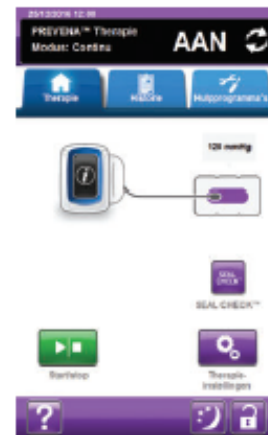 25/12/2016 12:00
PREVENA™ Therapie
Modus: Continu
AAN
Therapie
Historie
Hulpprogramma's
125 mmHg
SEAL CHECK
SEAL CHECK™
Start/stop
Therapie-
instellingen
?